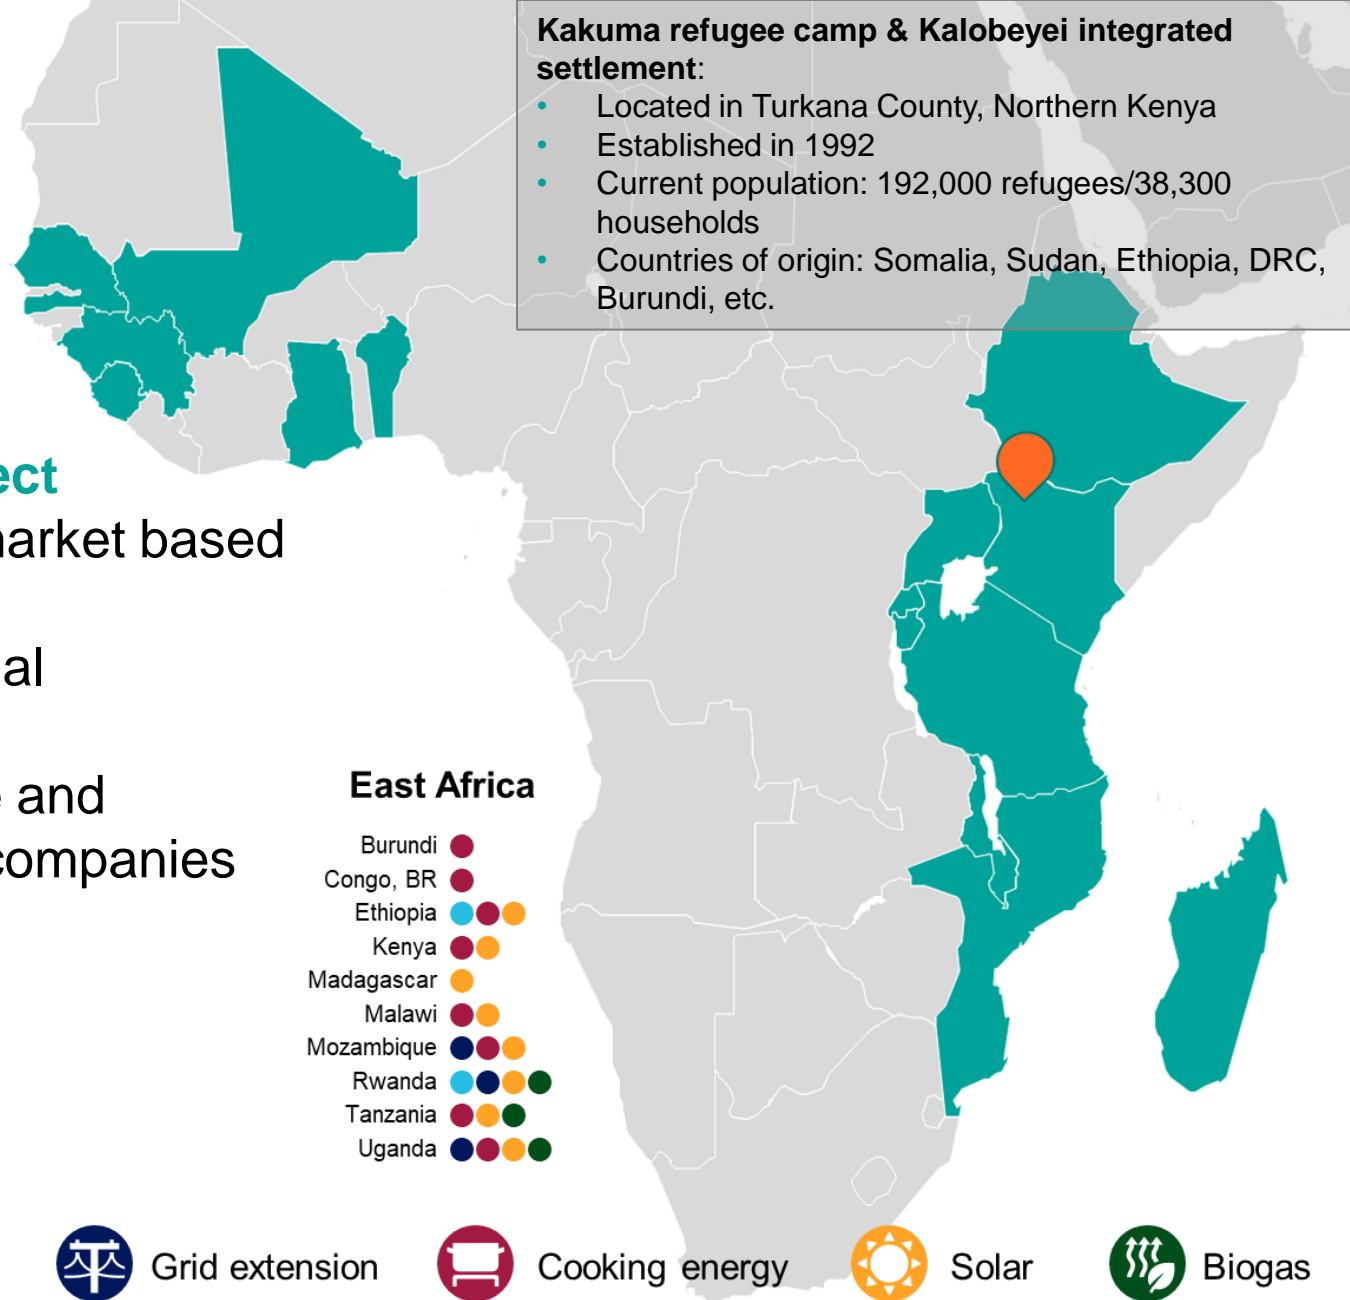 Kakuma refugee camp & Kalobeyei integrated
settlement:
• Located in Turkana County, Northern Kenya
• Established in 1992
• Current population: 192,000 refugees/38,300
households
• Countries of origin: Somalia, Sudan, Ethiopia, DRC,
Burundi, etc.
ect
market based
al
and
companies
East Africa
Burundi
Congo, BR
Ethiopia
Kenya
Madagascar
Malawi
Mozambique
Rwanda
Tanzania
Uganda
Grid extension
Cooking energy
Solar
Biogas